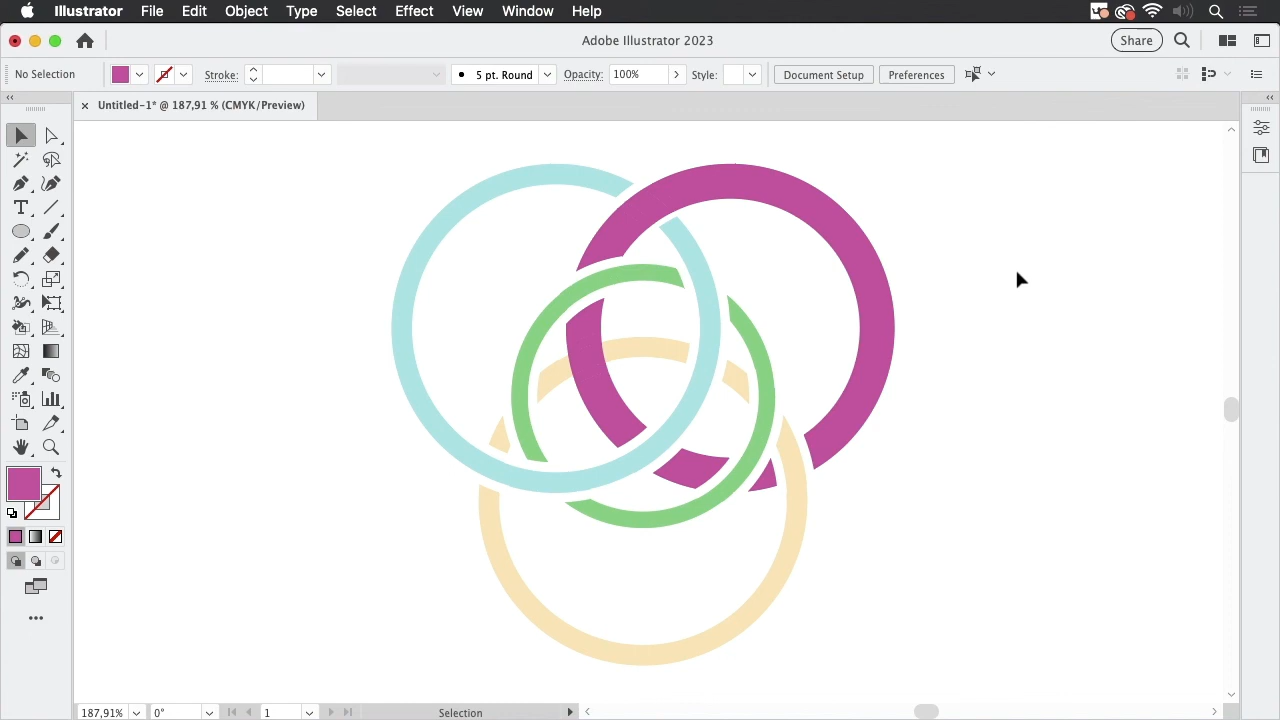 Illustrator File Edit Object Type Select Effect View Window Help
Adobe Illustrator 2023
Share
No Selection Stroke: 5 pt. Round Opacity: 100% Style: Document Setup Preferences
Untitled-1* @ 187,91 % (CMYK/Preview)
187,91% 0° 1 Selection